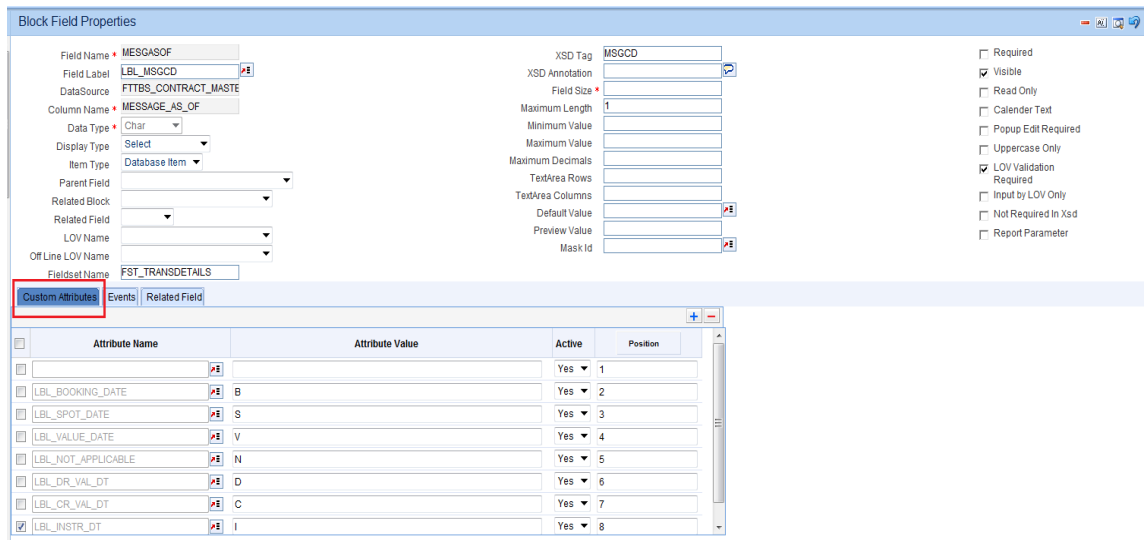 Block Field Properties
Field Name * MESGASOF
Field Label LBL_MSGCD
DataSource FTTBS_CONTRACT_MASTE
Column Name * MESSAGE_AS_OF
Data Type * Char
Display Type Select
Item Type Database Item
Parent Field
Related Block
Related Field
LOV Name
Off Line LOV Name
Fieldset Name FST_TRANSDETAILS
XSD Tag MSGCD
XSD Annotation
Field Size *
Maximum Length 1
Minimum Value
Maximum Value
Maximum Decimals
TextArea Rows
TextArea Columns
Default Value
Preview Value
Mask Id
Required
Visible
Read Only
Calender Text
Popup Edit Required
Uppercase Only
LOV Validation
Required
Input by LOV Only
Not Required In Xsd
Report Parameter
Custom Attributes Events Related Field
Attribute Name Attribute Value Active Position
Yes 1
LBL_BOOKING_DATE B Yes 2
LBL_SPOT_DATE S Yes 3
LBL_VALUE_DATE V Yes 4
LBL_NOT_APPLICABLE N Yes 5
LBL_DR_VAL_DT D Yes 6
LBL_CR_VAL_DT C Yes 7
LBL_INSTR_DT I Yes 8